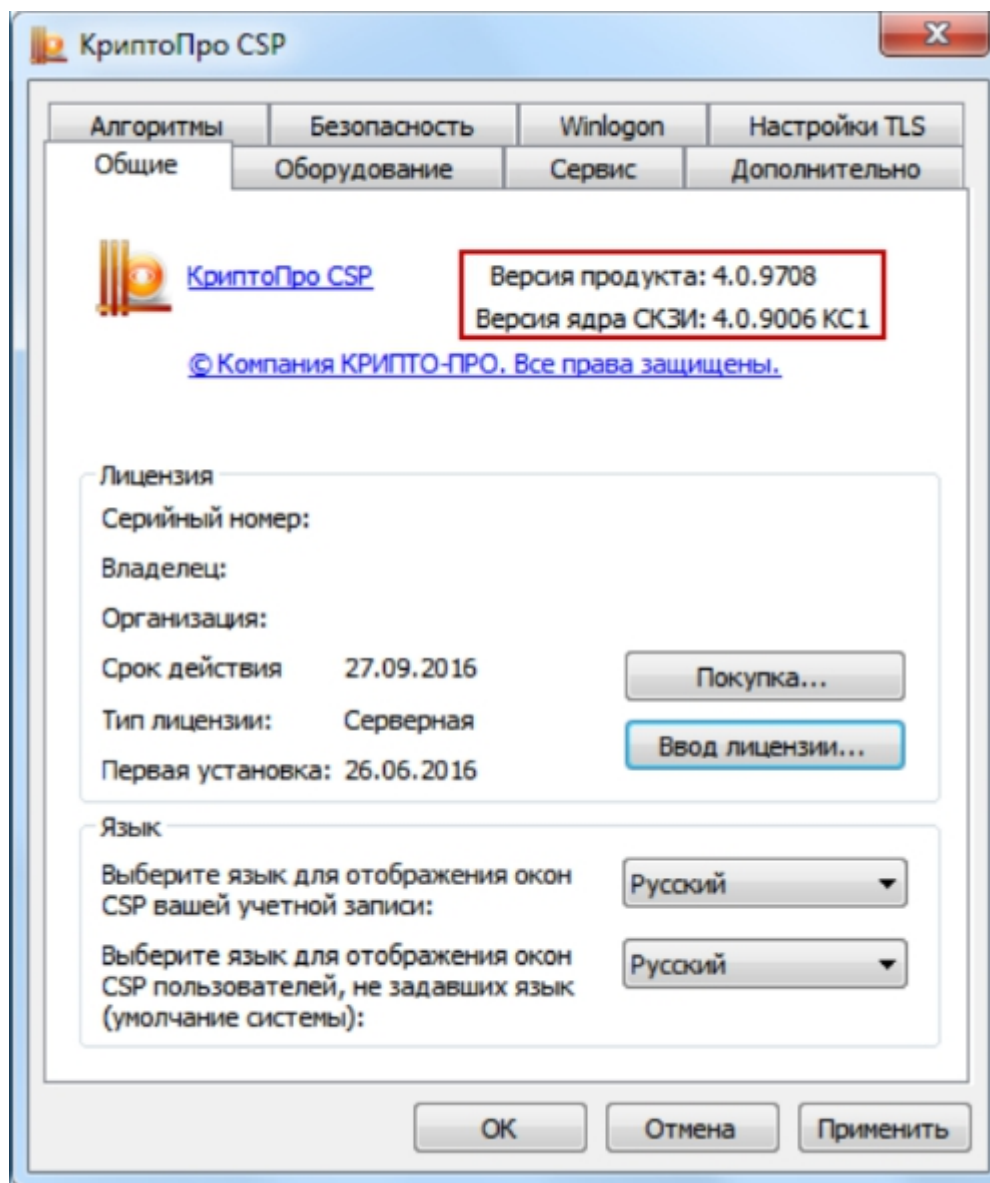 КриптоПро CSP
Алгоритмы Безопасность Winlogon Настройки TLS
Общие Оборудование Сервис Дополнительно
КриптоПро CSP Версия продукта: 4.0.9708
Версия ядра СКЗИ: 4.0.9006 КС1
© Компания КРИПТО-ПРО. Все права защищены.
Лицензия
Серийный номер:
Владелец:
Организация:
Срок действия 27.09.2016
Покупка...
Тип лицензии: Серверная
Ввод лицензии...
Первая установка: 26.06.2016
Язык
Выберите язык для отображения окон
CSP вашей учетной записи:
Русский
Выберите язык для отображения окон
CSP пользователей, не задавших язык
(умолчание системы):
Русский
ОК Отмена Применить